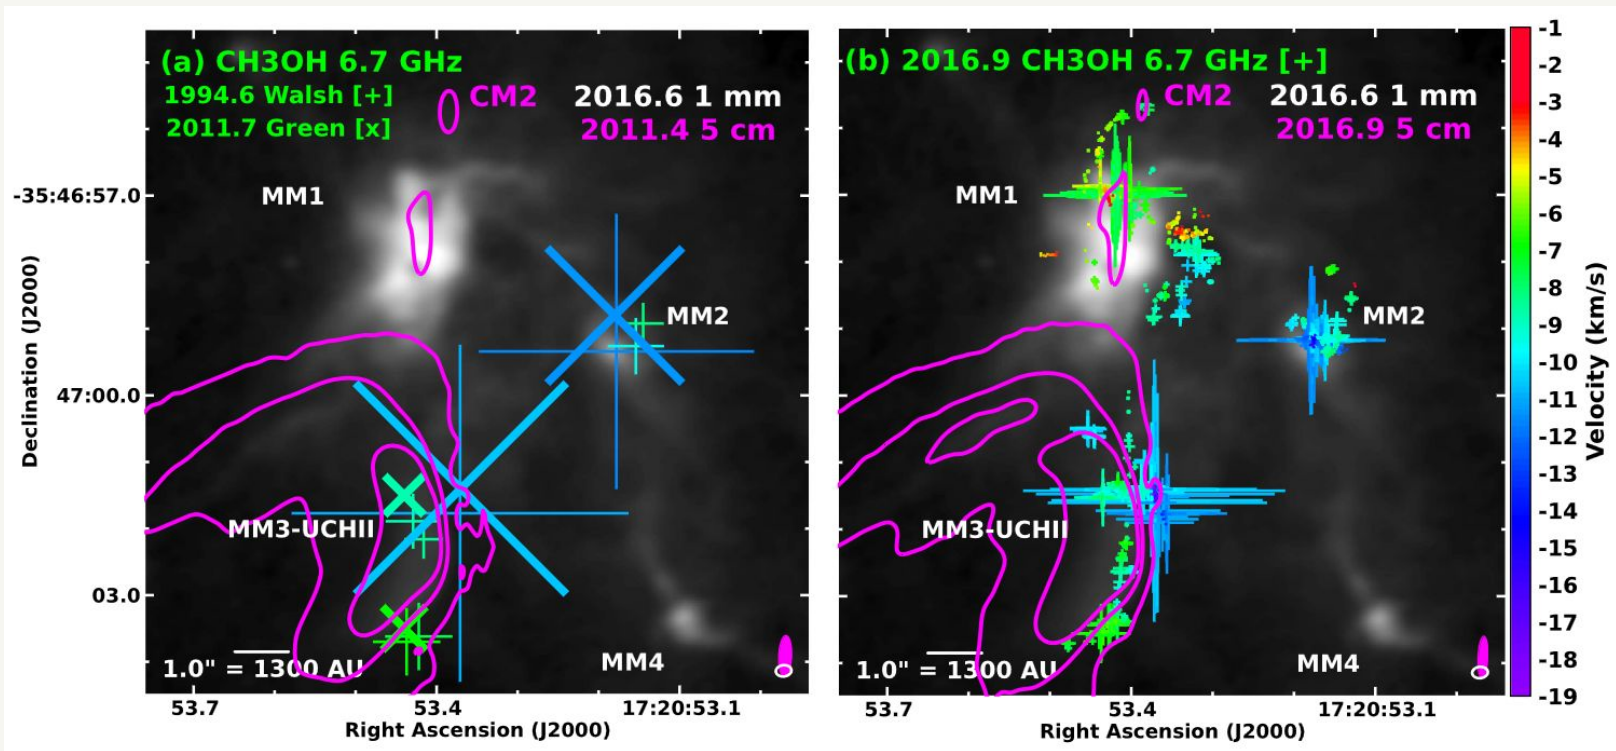 (a) CH3OH 6.7 GHz
1994.6 Walsh [+]
2011.7 Green [x]
CM2
2016.6 1 mm
2011.4 5 cm
MM1
MM2
MM3-UCHII
MM4
1.0" = 1300 AU
-35:46:57.0
47:00.0
03.0
Declination (J2000)
53.7
53.4
17:20:53.1
Right Ascension (J2000)
(b) 2016.9 CH3OH 6.7 GHz [+]
CM2
2016.6 1 mm
2016.9 5 cm
MM1
MM2
MM3-UCHII
MM4
1.0" = 1300 AU
53.7
53.4
17:20:53.1
Right Ascension (J2000)
-1
-2
-3
-4
-5
-6
-7
-8
-9
-10
-11
-12
-13
-14
-15
-16
-17
-18
-19
Velocity (km/s)